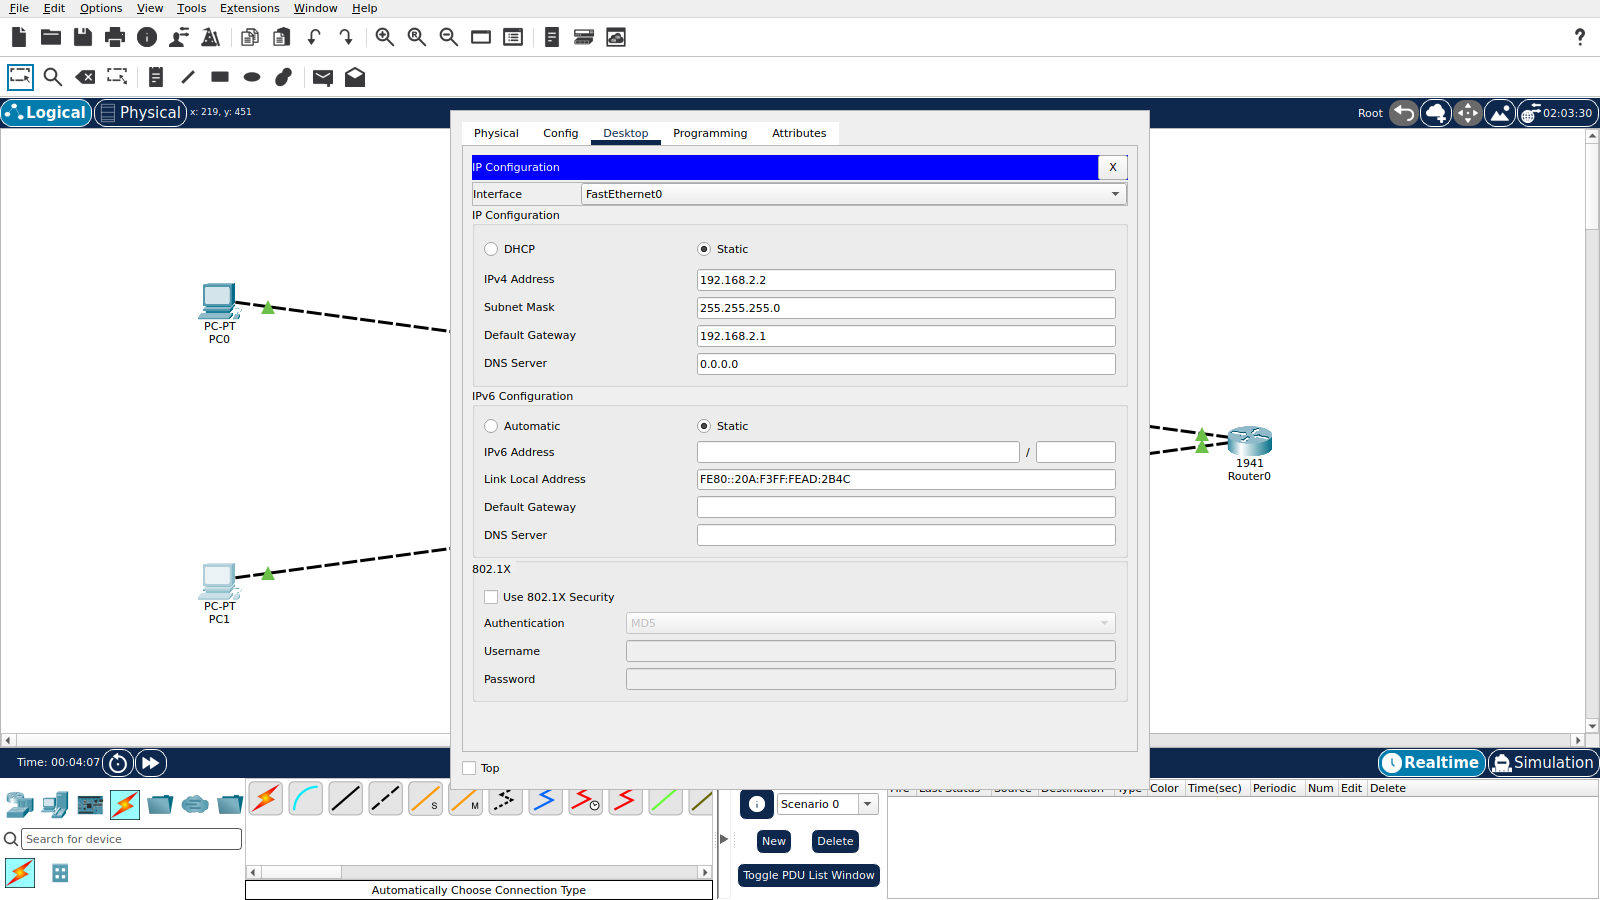 File Edit Options View Tools Extensions Window Help
?
Logical Physical x: 219, y: 451 Root 02:03:30
Physical Config Desktop Programming Attributes
IP Configuration X
Interface FastEthernet0
IP Configuration
DHCP Static
IPv4 Address 192.168.2.2
Subnet Mask 255.255.255.0
Default Gateway 192.168.2.1
DNS Server 0.0.0.0
IPv6 Configuration
Automatic Static
IPv6 Address /
Link Local Address FE80::20A:F3FF:FEAD:2B4C
Default Gateway
DNS Server
802.1X
Use 802.1X Security
Authentication MD5
Username
Password
Top
PC-PT
PC0
PC-PT
PC1
1941
Router0
Time: 00:04:07 Realtime Simulation
S M
Search for device
Automatically Choose Connection Type
Scenario 0
New Delete
Toggle PDU List Window
Fire Last Status Source Destination Type Color Time(sec) Periodic Num Edit Delete